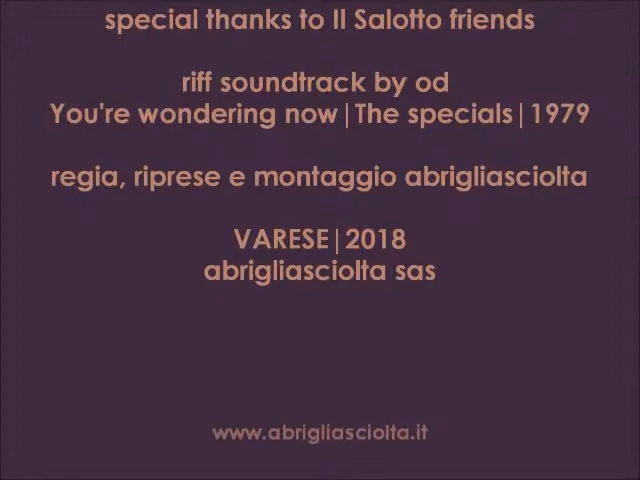 special thanks to Il Salotto friends
riff soundtrack by od
You're wondering now|The specials|1979
regia, riprese e montaggio abrigliasciolta
VARESE|2018
abrigliasciolta sas
www.abrigliasciolta.it